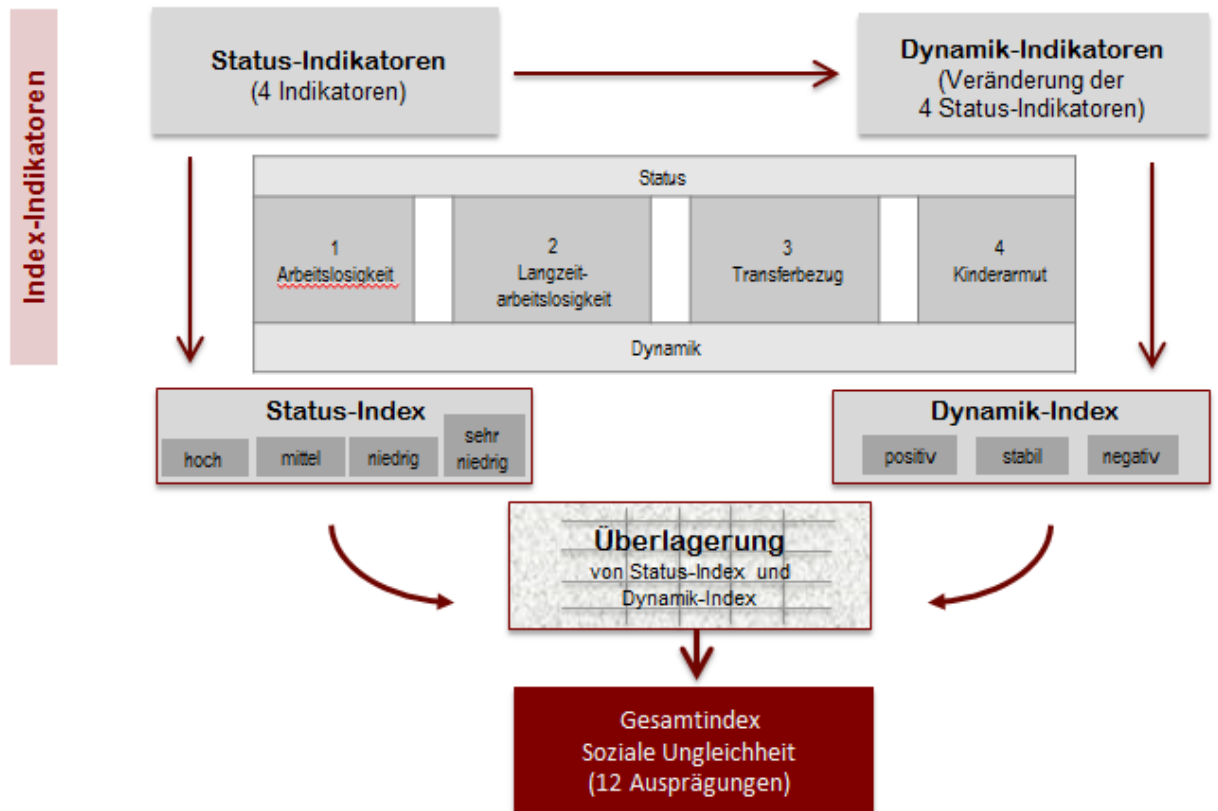 Index-Indikatoren
Status-Indikatoren
(4 Indikatoren)
Dynamik-Indikatoren
(Veränderung der
4 Status-Indikatoren)
Status
1
Arbeitslosigkeit
2
Langzeit-
arbeitslosigkeit
3
Transferbezug
4
Kinderarmut
Dynamik
Status-Index
hoch
mittel
niedrig
sehr
niedrig
Dynamik-Index
positiv
stabil
negativ
Überlagerung
von Status-Index und
Dynamik-Index
Gesamtindex
Soziale Ungleichheit
(12 Ausprägungen)